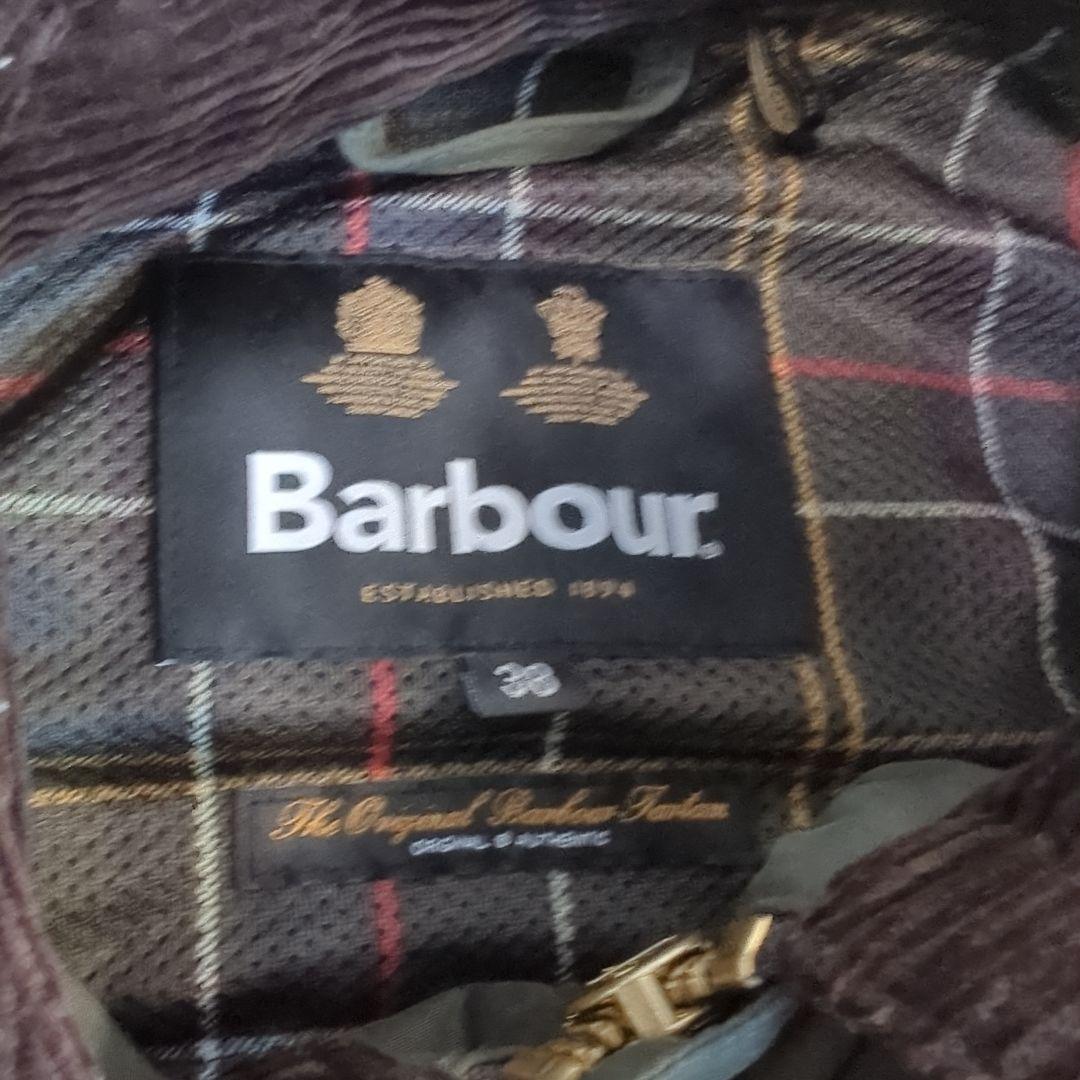 Barbour.
ESTABLISHED 1894
38
The Original Barbour Tartan
ORIGINAL & AUTHENTIC